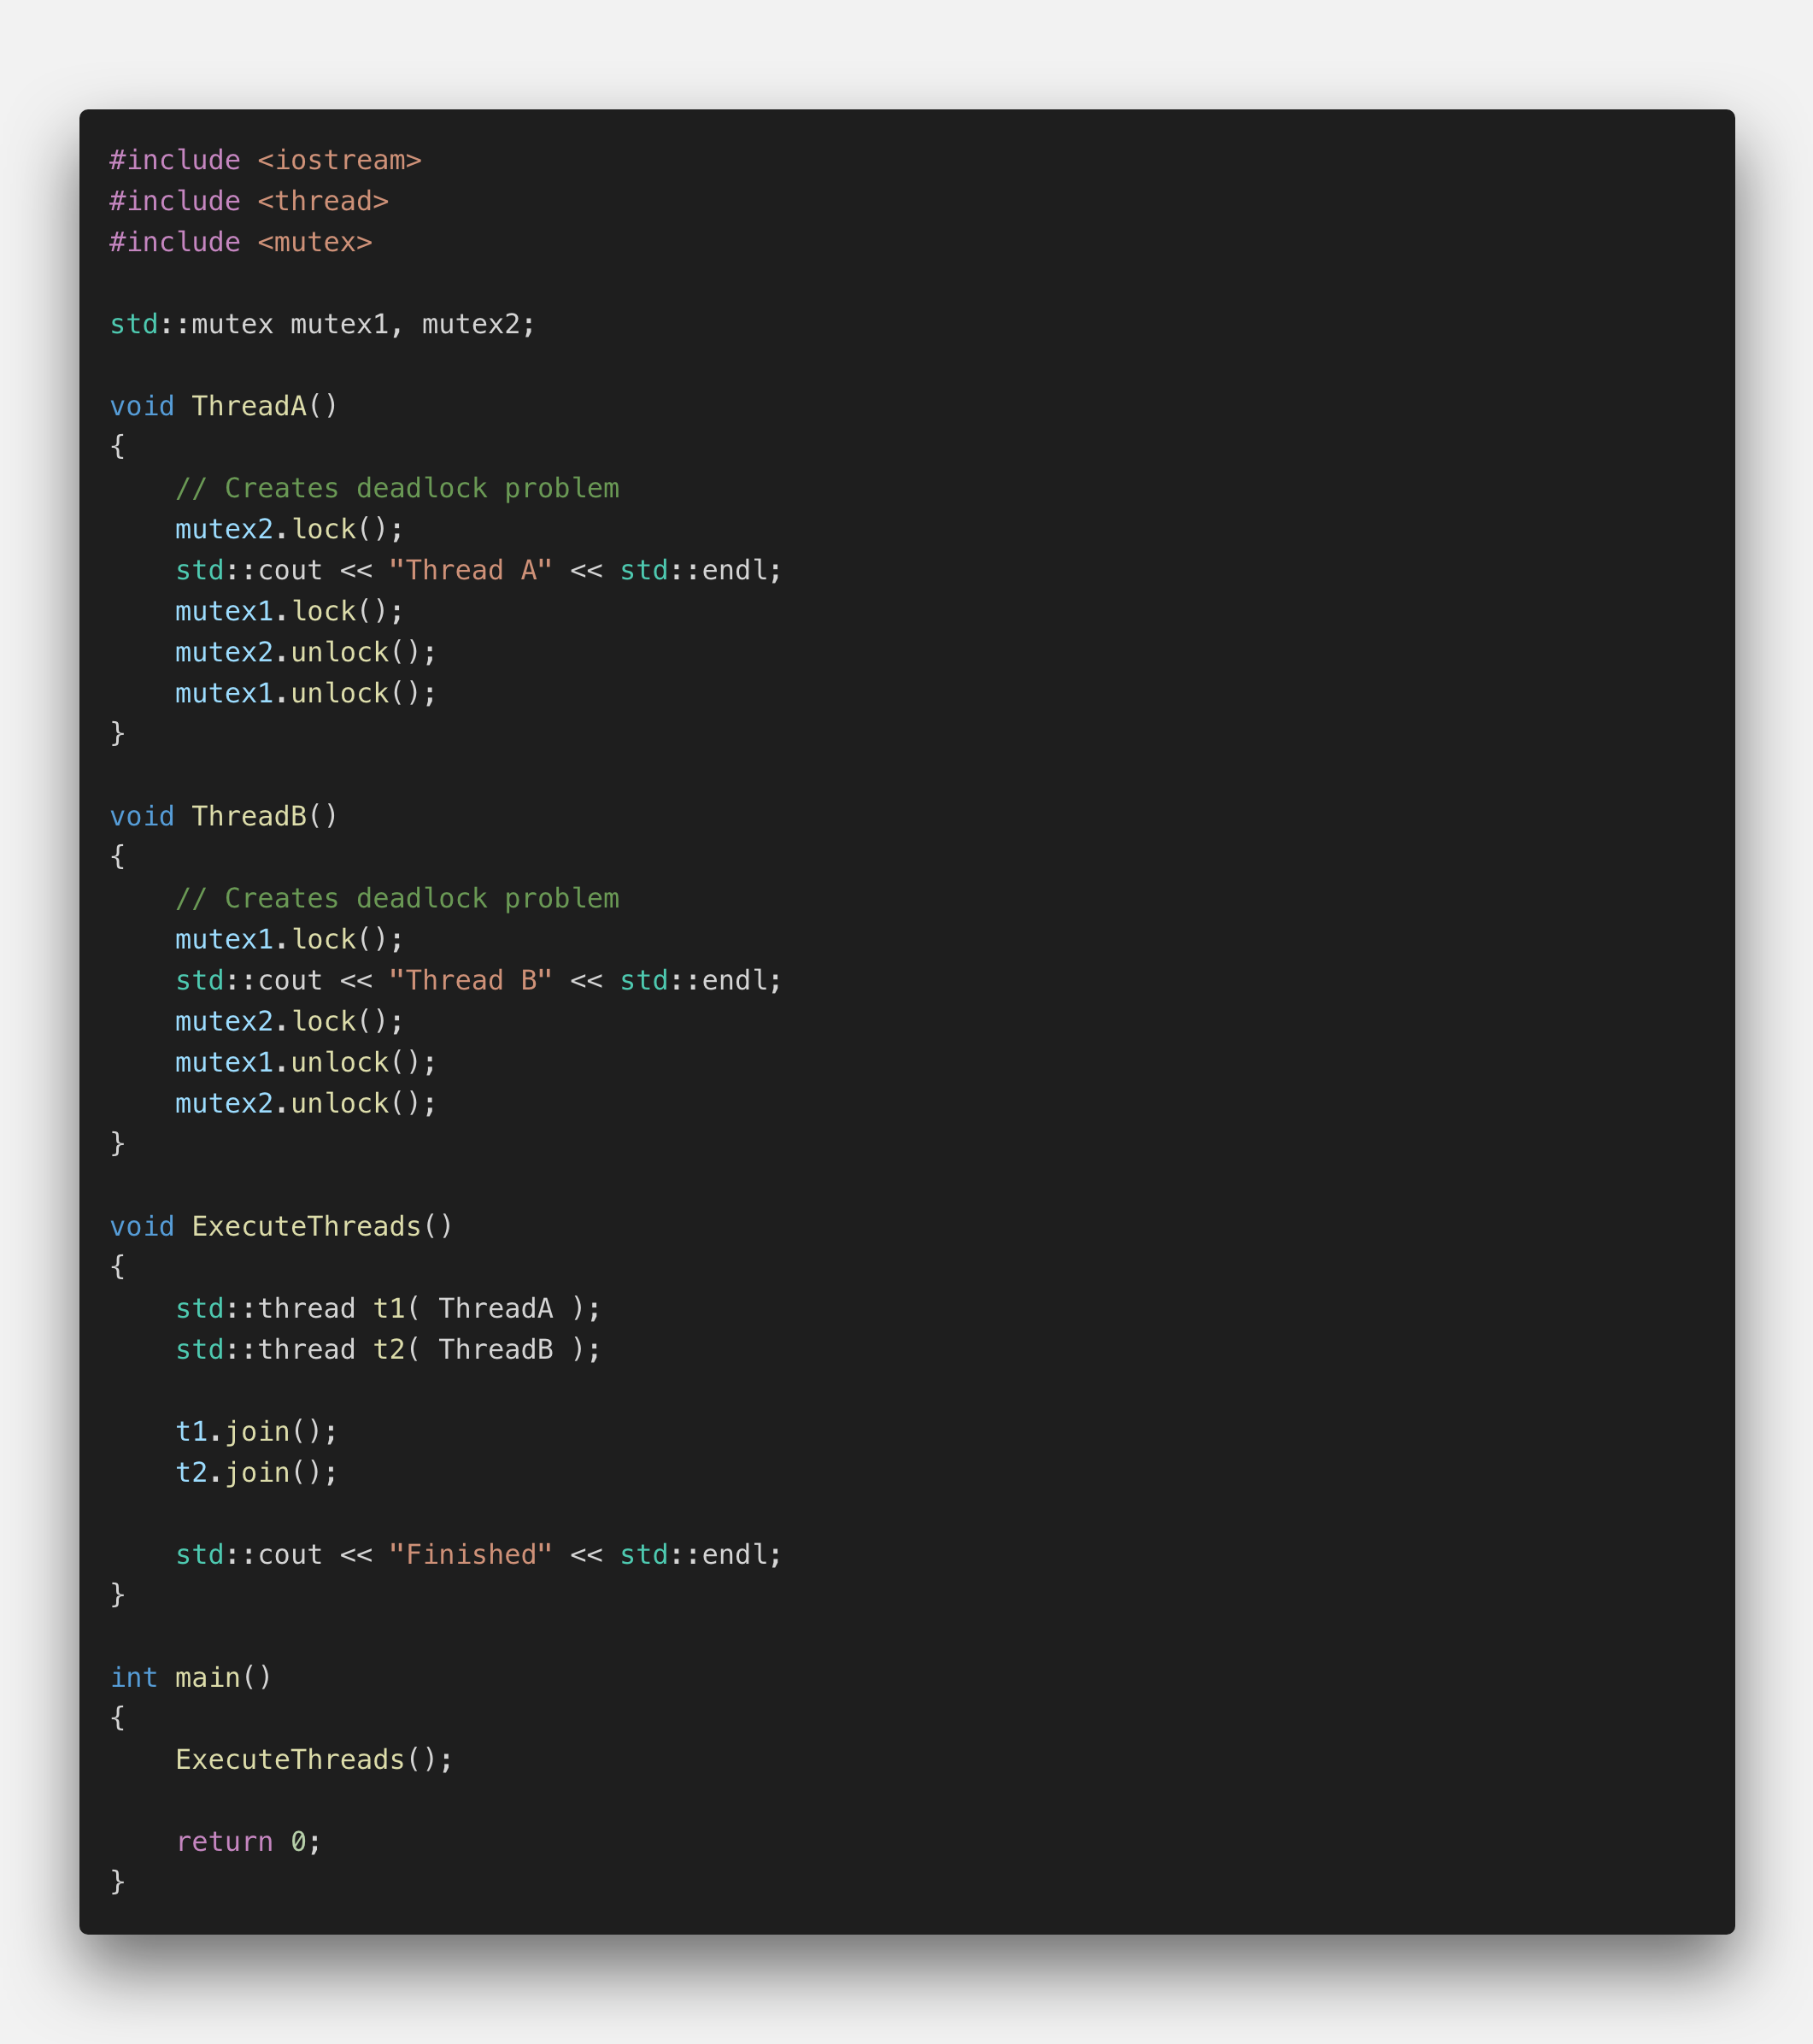 #include <iostream>
#include <thread>
#include <mutex>

std::mutex mutex1, mutex2;

void ThreadA()
{
    // Creates deadlock problem
    mutex2.lock();
    std::cout << "Thread A" << std::endl;
    mutex1.lock();
    mutex2.unlock();
    mutex1.unlock();
}

void ThreadB()
{
    // Creates deadlock problem
    mutex1.lock();
    std::cout << "Thread B" << std::endl;
    mutex2.lock();
    mutex1.unlock();
    mutex2.unlock();
}

void ExecuteThreads()
{
    std::thread t1( ThreadA );
    std::thread t2( ThreadB );

    t1.join();
    t2.join();

    std::cout << "Finished" << std::endl;
}

int main()
{
    ExecuteThreads();

    return 0;
}